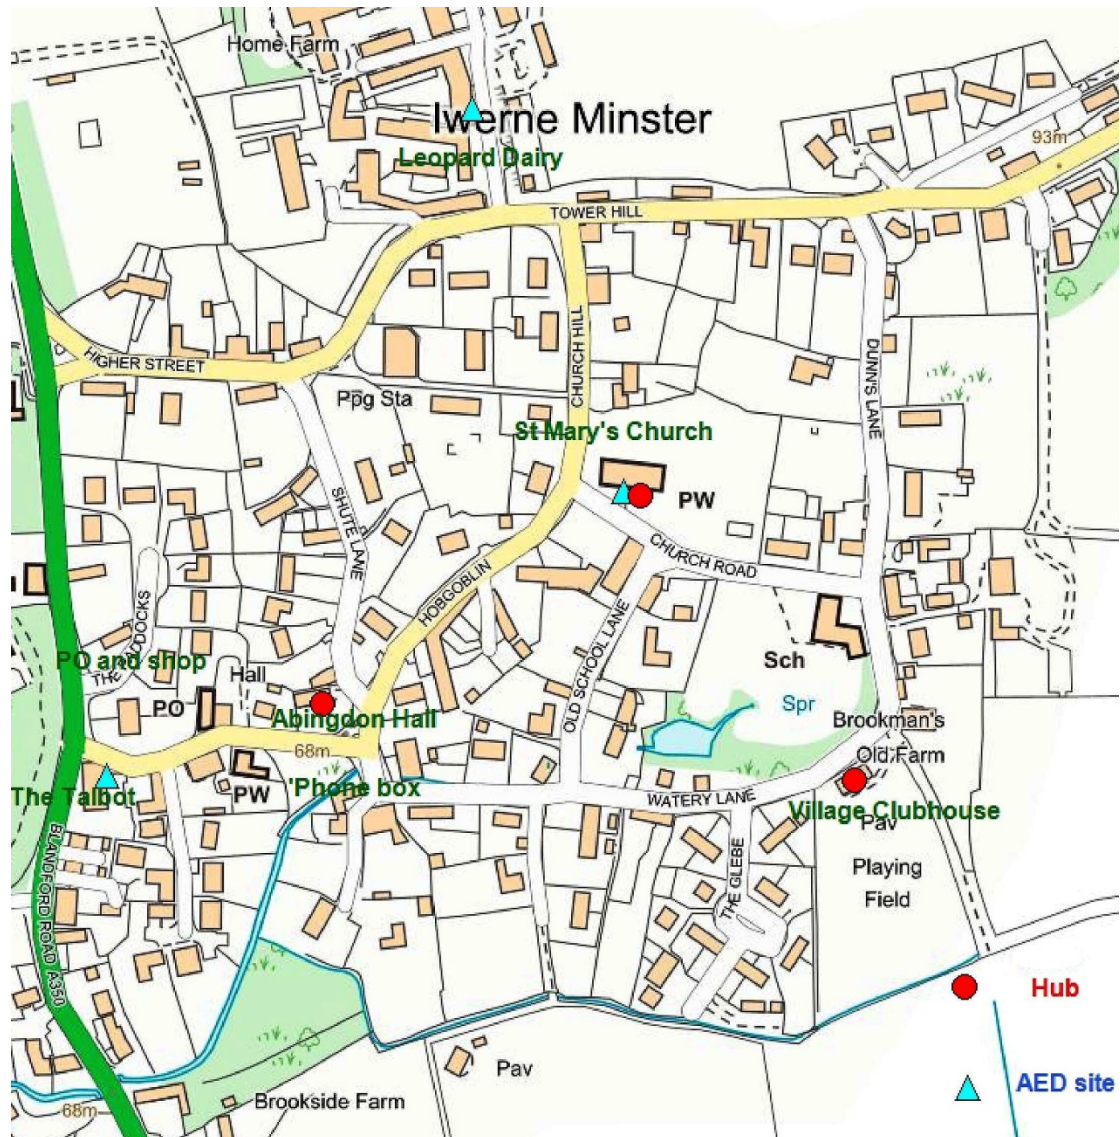 Home Farm
Iwerne Minster
Leopard Dairy
93m
TOWER HILL
HIGHER STREET
CHURCH HILL
DUNN'S LANE
Ppg Sta
St Mary's Church
PW
SHUTE LANE
CHURCH ROAD
HOBGOBLIN
OLD SCHOOL LANE
THE PADDOCKS
PO and shop
Hall
Sch
PO
Abingdon Hall
Spr
Brookman's
Old Farm
68m
The Talbot
PW
'Phone box
WATERY LANE
Village Clubhouse
Pav
Playing
Field
THE GLEBE
BLANDFORD ROAD A350
Hub
Pav
AED site
Brookside Farm
68m